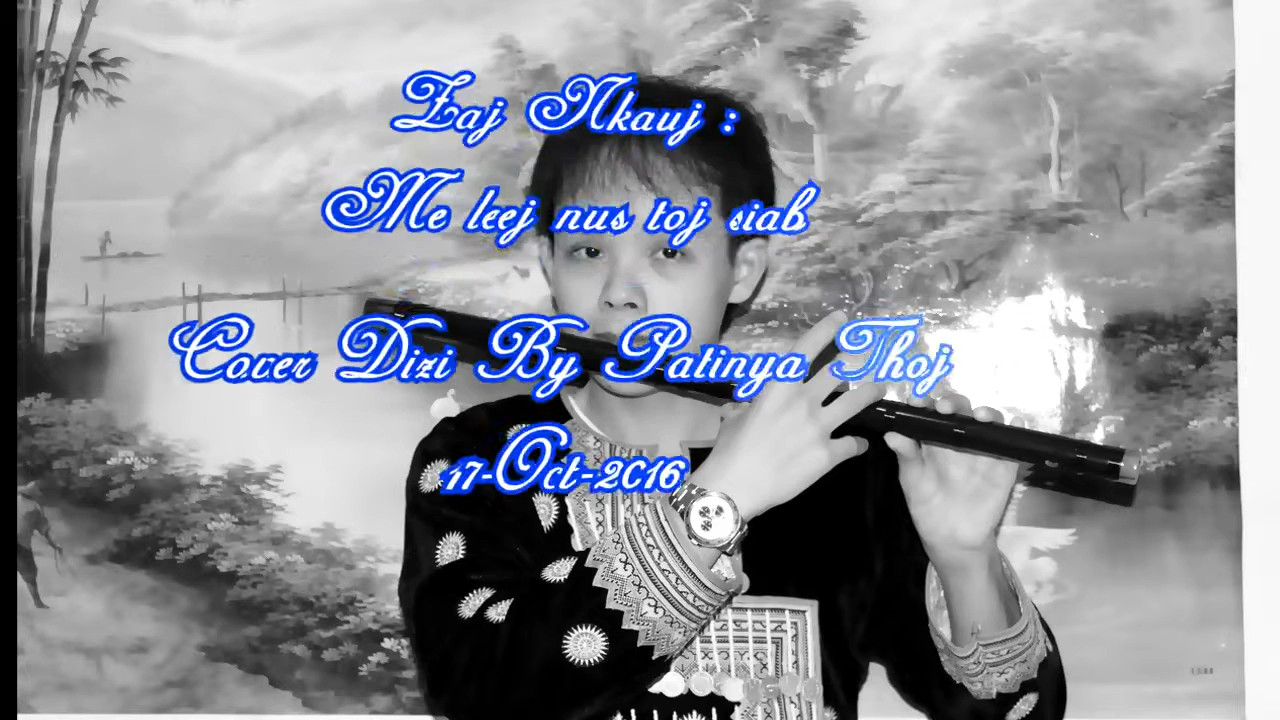 Zaj Nkauj :
Me leej nus toj siab
Cover Dizi By Patinya Thoj
17-Oct-2016